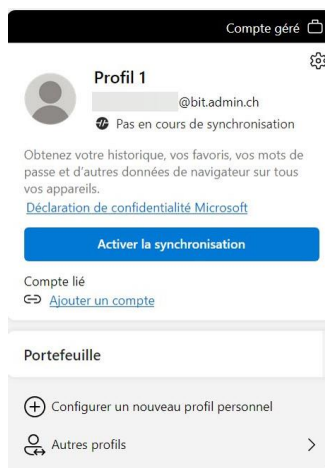 Compte géré
Profil 1
@bit.admin.ch
Pas en cours de synchronisation
Obtenez votre historique, vos favoris, vos mots de
passe et d'autres données de navigateur sur tous
vos appareils.
Déclaration de confidentialité Microsoft
Activer la synchronisation
Compte lié
Ajouter un compte
Portefeuille
Configurer un nouveau profil personnel
Autres profils